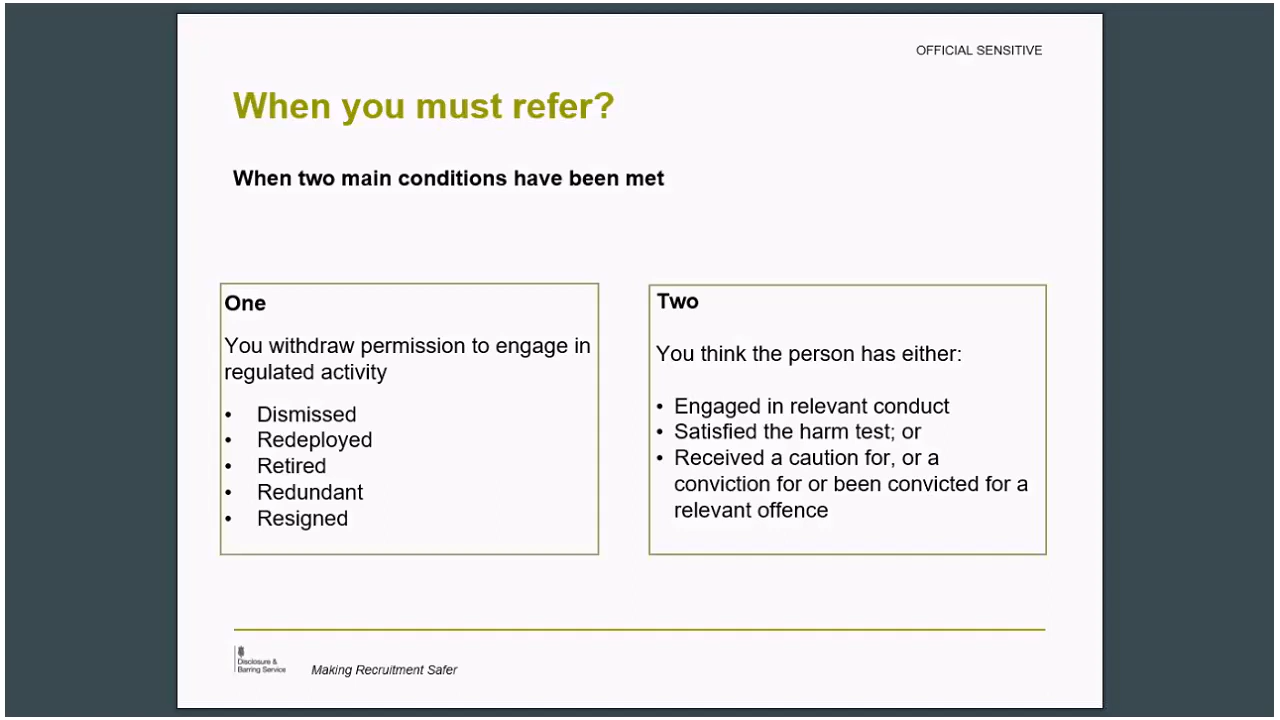 OFFICIAL SENSITIVE
When you must refer?
When two main conditions have been met
One
You withdraw permission to engage in
regulated activity
• Dismissed
• Redeployed
• Retired
• Redundant
• Resigned
Two
You think the person has either:
• Engaged in relevant conduct
• Satisfied the harm test; or
• Received a caution for, or a
conviction for or been convicted for a
relevant offence
Disclosure &
Barring Service
Making Recruitment Safer